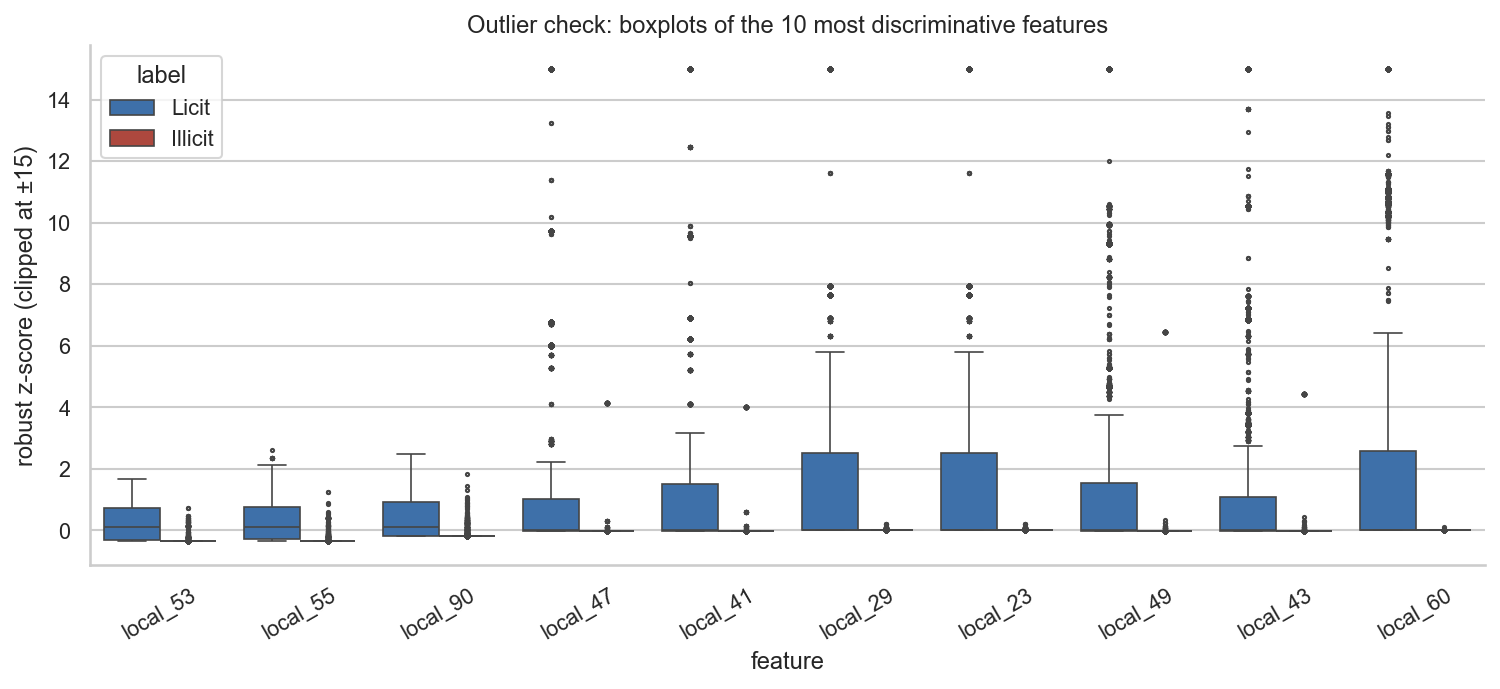 Outlier check: boxplots of the 10 most discriminative features
label
Licit
Illicit
robust z-score (clipped at ±15)
14
12
10
8
6
4
2
0
local_53
local_55
local_90
local_47
local_41
local_29
local_23
local_49
local_43
local_60
feature